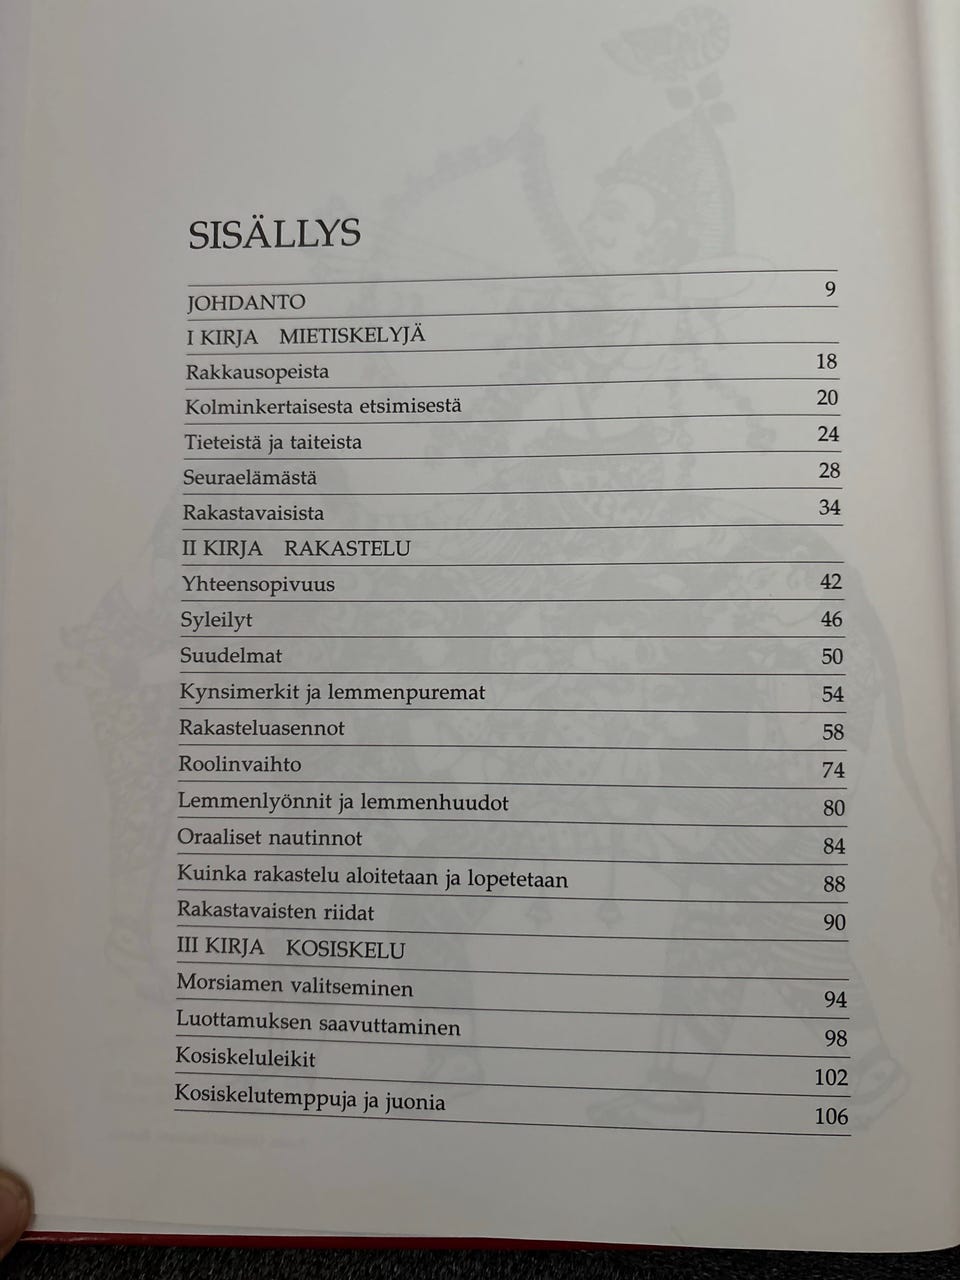 SISÄLLYS
JOHDANTO 9
I KIRJA MIETISKELYJÄ
Rakkausopeista 18
Kolminkertaisesta etsimisestä 20
Tieteistä ja taiteista 24
Seuraelämästä 28
Rakastavaisista 34
II KIRJA RAKASTELU
Yhteensopivuus 42
Syleilyt 46
Suudelmat 50
Kynsimerkit ja lemmenpuremat 54
Rakasteluasennot 58
Roolinvaihto 74
Lemmenlyönnit ja lemmenhuudot 80
Oraaliset nautinnot 84
Kuinka rakastelu aloitetaan ja lopetetaan 88
Rakastavaisten riidat 90
III KIRJA KOSISKELU
Morsiamen valitseminen 94
Luottamuksen saavuttaminen 98
Kosiskeluleikit 102
Kosiskelutemppuja ja juonia 106